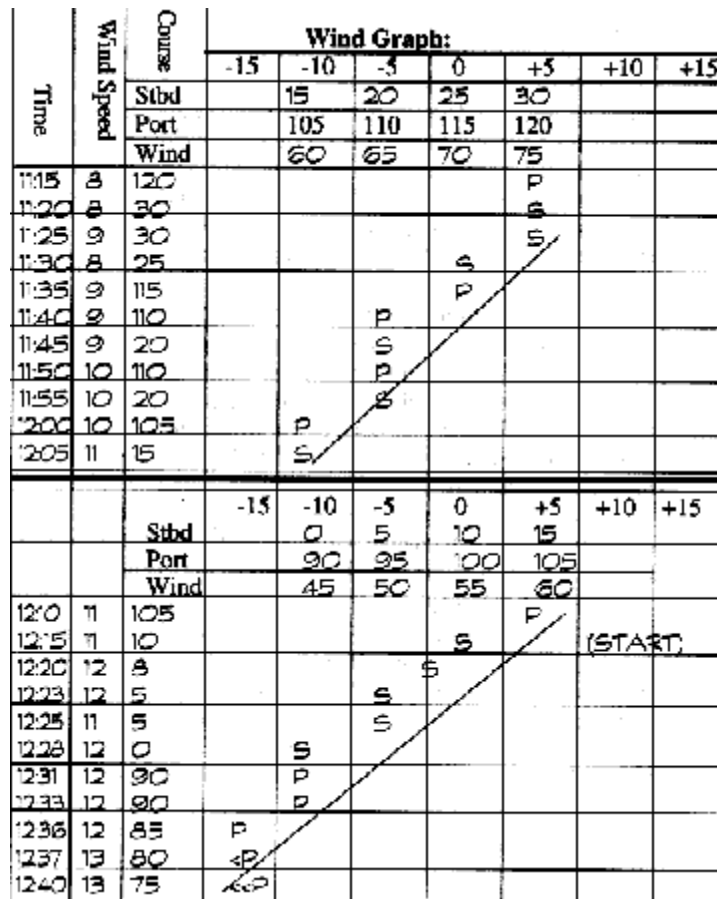 Time Wind Speed Course Wind Graph:
-15 -10 -5 0 +5 +10 +15
Stbd 15 20 25 30
Port 105 110 115 120
Wind 60 65 70 75
11:15 8 120 P
11:20 8 30 S
11:25 9 30 S
11:30 8 25 S
11:35 9 115 P
11:40 9 110 P
11:45 9 20 S
11:50 10 110 P
11:55 10 20 S
12:00 10 105 P
12:05 11 15 S
-15 -10 -5 0 +5 +10 +15
Stbd 0 5 10 15
Port 90 95 100 105
Wind 45 50 55 60
12:10 11 105 P
12:15 11 10 S (START)
12:20 12 8 S
12:23 12 5 S
12:25 11 5 S
12:28 12 0 S
12:31 12 90 P
12:33 12 90 P
12:36 12 85 P
12:37 13 80 <P
12:40 13 75 <<P